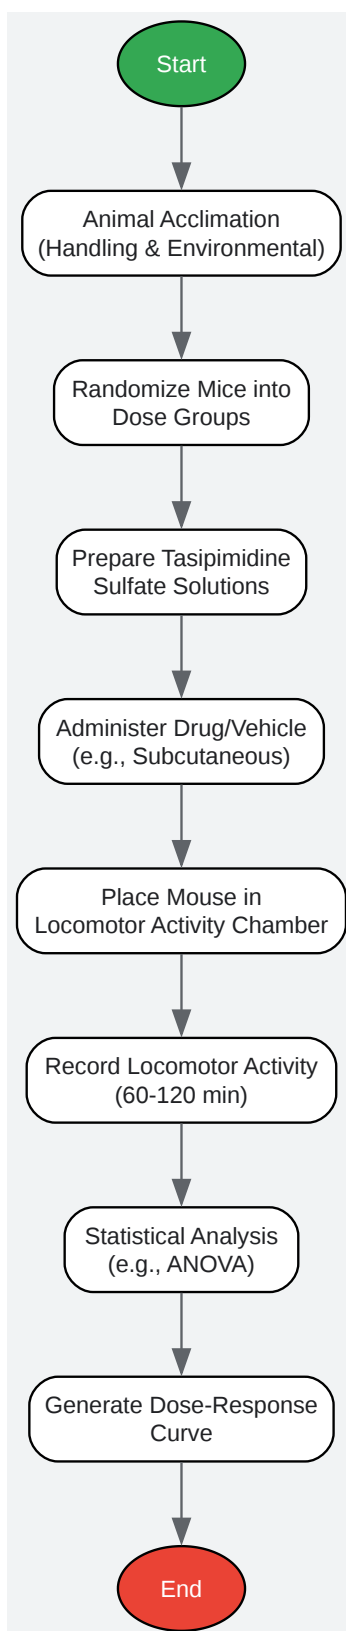 Start
Animal Acclimation
(Handling & Environmental)
Randomize Mice into
Dose Groups
Prepare Tasipimidine
Sulfate Solutions
Administer Drug/Vehicle
(e.g., Subcutaneous)
Place Mouse in
Locomotor Activity Chamber
Record Locomotor Activity
(60-120 min)
Statistical Analysis
(e.g., ANOVA)
Generate Dose-Response
Curve
End